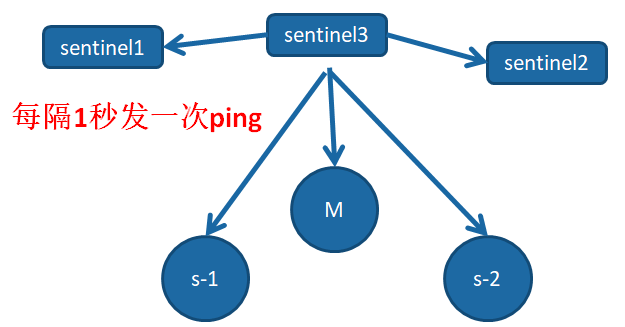 sentinel3
sentinel1
sentinel2
每隔1秒发一次ping
M
s-1
s-2